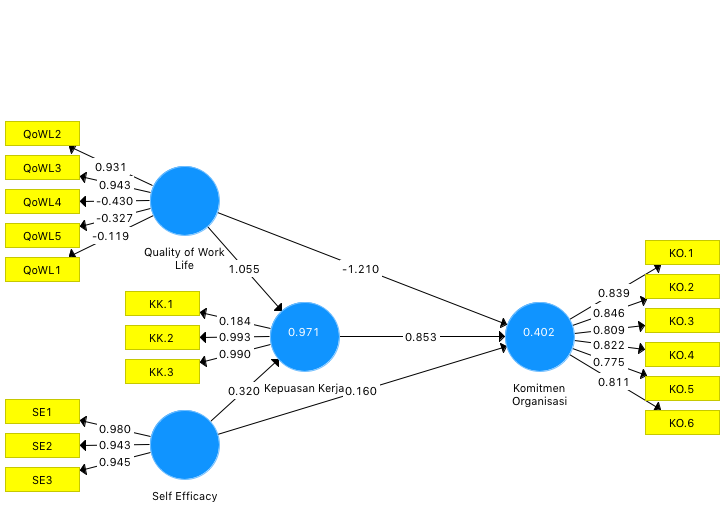 QoWL2
QoWL3
QoWL4
QoWL5
QoWL1
0.931
0.943
-0.430
-0.327
-0.119
Quality of Work
Life
1.055
-1.210
KK.1
KK.2
KK.3
0.184
0.993
0.990
0.971
Kepuasan Kerja
0.853
0.320
0.160
SE1
SE2
SE3
0.980
0.943
0.945
Self Efficacy
0.402
Komitmen
Organisasi
0.839
0.846
0.809
0.822
0.775
0.811
KO.1
KO.2
KO.3
KO.4
KO.5
KO.6